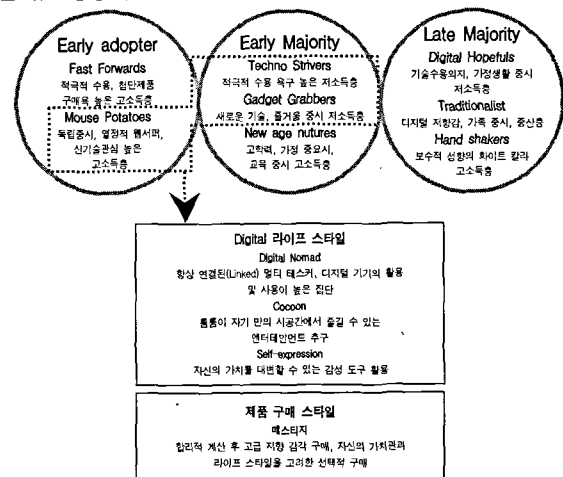 Early adopter
Fast Forwards
적극적 수용, 첨단제품
구매욕 높은 고소득층
Mouse Potatoes
독립중시, 열정적 웹서퍼,
신기술관심 높은
고소득층
Early Majority
Techno Strivers
적극적 수용 욕구 높은 저소득층
Gadget Grabbers
새로운 기술, 즐거움 중시 저소득층
New age nutures
고학력, 가정 중요시,
교육 중시 고소득층
Late Majority
Digital Hopefuls
기술수용의지, 가정생활 중시
저소득층
Traditionalist
디지털 저항감, 가족 중시, 중산층
Hand shakers
보수적 성향의 화이트 칼라
고소득층
Digital 라이프 스타일
Digital Nomad
항상 연결된(Linked) 멀티 테스커, 디지털 기기의 활용
및 사용이 높은 집단
Cocoon
틈틈이 자기 만의 시공간에서 즐길 수 있는
엔터테인먼트 추구
Self-expression
자신의 가치를 대변할 수 있는 감성 도구 활용
제품 구매 스타일
매스티지
합리적 계산 후 고급 지향 감각 구매, 자신의 가치관과
라이프 스타일을 고려한 선택적 구매